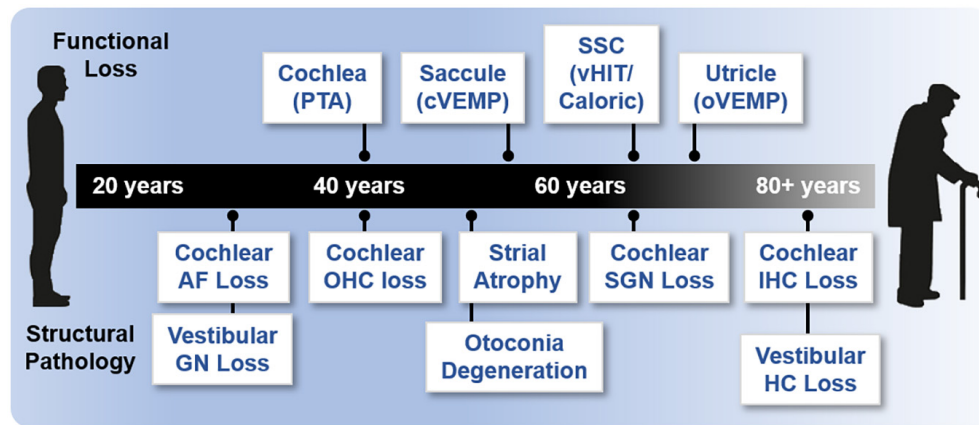 Functional
Loss
Cochlea
(PTA)
Saccule
(cVEMP)
SSC
(vHIT/
Caloric)
Utricle
(oVEMP)
20 years
40 years
60 years
80+ years
Cochlear
AF Loss
Cochlear
OHC loss
Strial
Atrophy
Cochlear
SGN Loss
Cochlear
IHC Loss
Structural
Pathology
Vestibular
GN Loss
Otoconia
Degeneration
Vestibular
HC Loss